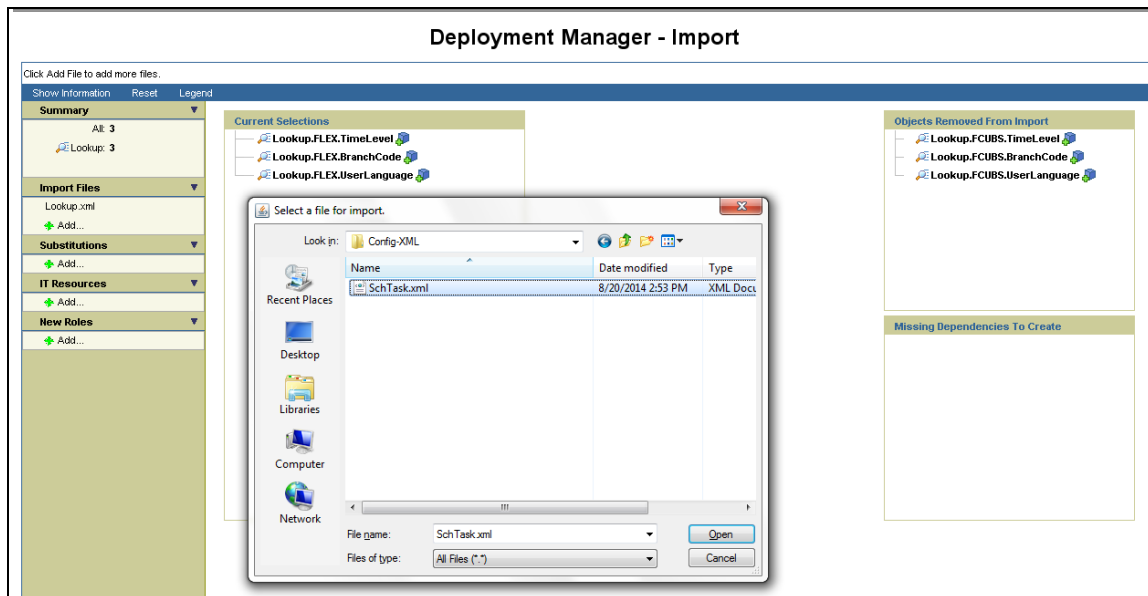 Deployment Manager - Import
Click Add File to add more files.
Show Information Reset Legend
Summary
All: 3
Lookup: 3
Import Files
Lookup.xml
Add...
Substitutions
Add...
IT Resources
Add...
New Roles
Add...
Current Selections
Lookup.FLEX.TimeLevel
Lookup.FLEX.BranchCode
Lookup.FLEX.UserLanguage
Objects Removed From Import
Lookup.FCUBS.TimeLevel
Lookup.FCUBS.BranchCode
Lookup.FCUBS.UserLanguage
Missing Dependencies To Create
Select a file for import.
Look in: Config-XML
Recent Places
Desktop
Libraries
Computer
Network
Name Date modified Type
SchTask.xml 8/20/2014 2:53 PM XML Docu
File name: SchTask.xml Open
Files of type: All Files (*.*) Cancel